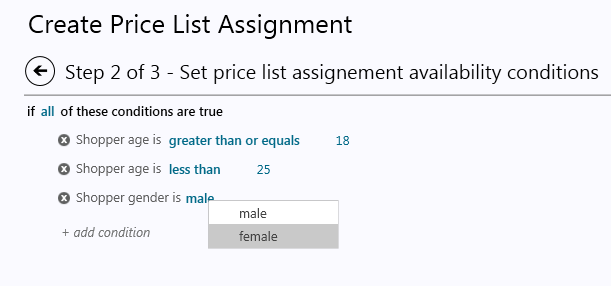 Create Price List Assignment
Step 2 of 3 - Set price list assignement availability conditions
if all of these conditions are true
Shopper age is greater than or equals 18
Shopper age is less than 25
Shopper gender is male
male
+ add condition
female